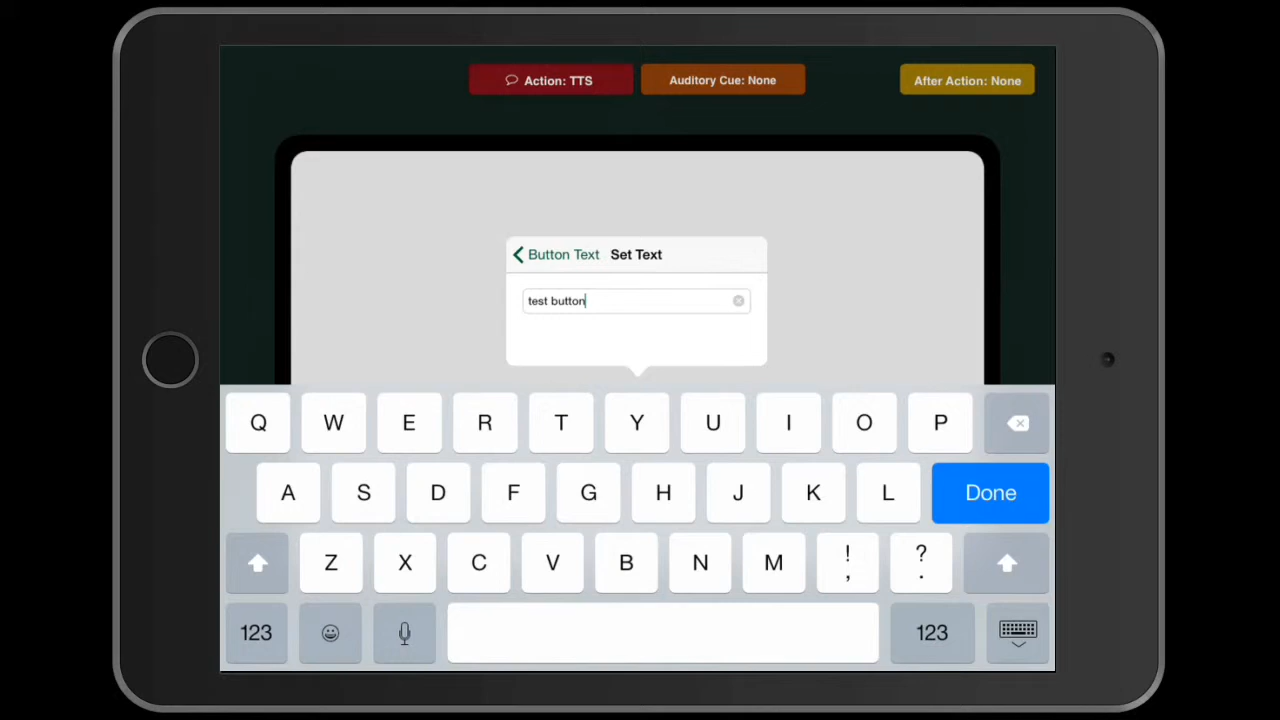 Action: TTS Auditory Cue: None After Action: None
Button Text Set Text
test button
Q W E R T Y U I O P
A S D F G H J K L Done
Z X C V B N M ! , ? .
123 123